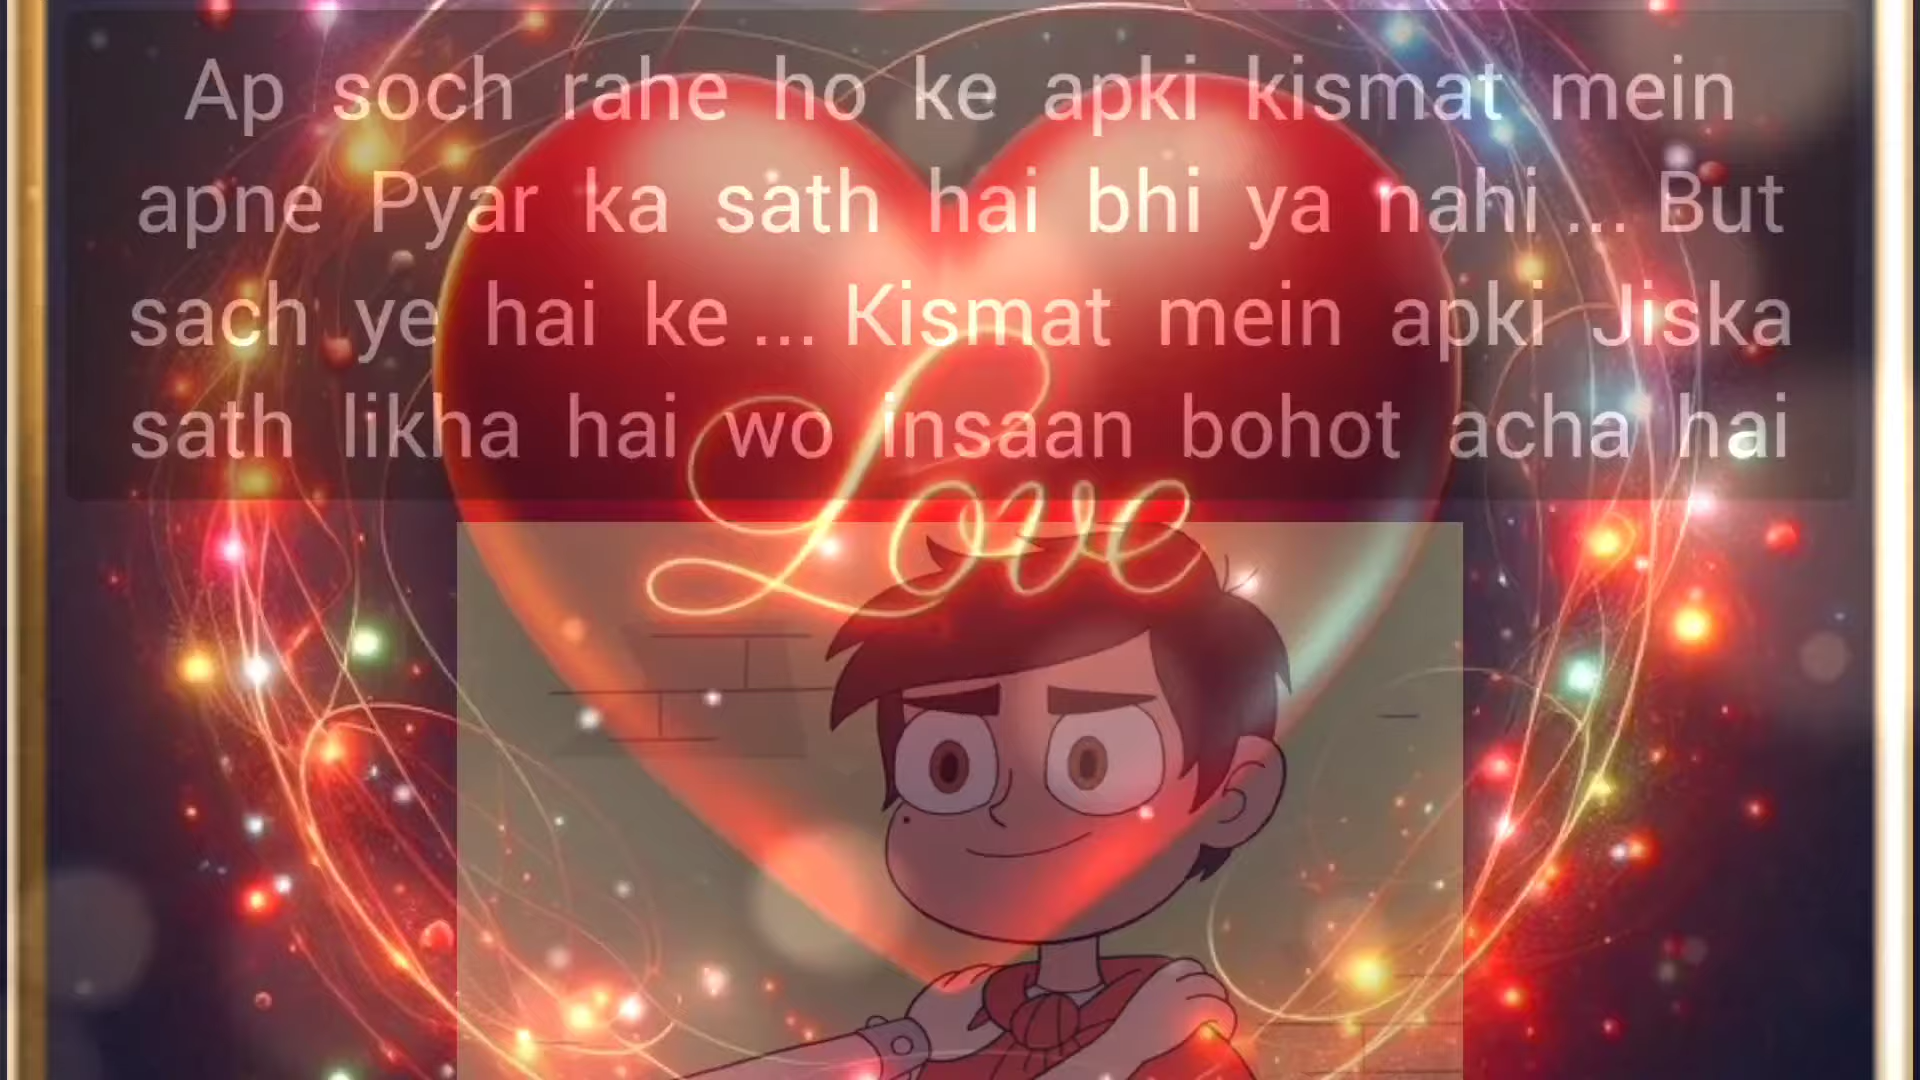 Ap soch rahe ho ke apki kismat mein
apne Pyar ka sath hai bhi ya nahi ... But
sach ye hai ke ... Kismat mein apki Jiska
sath likha hai wo insaan bohot acha hai
Love